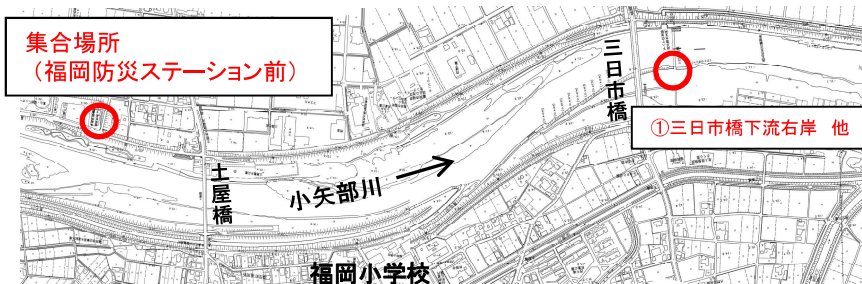 集合場所
（福岡防災ステーション前）
三日市橋
①三日市橋下流右岸 他
土屋橋
小矢部川
福岡小学校